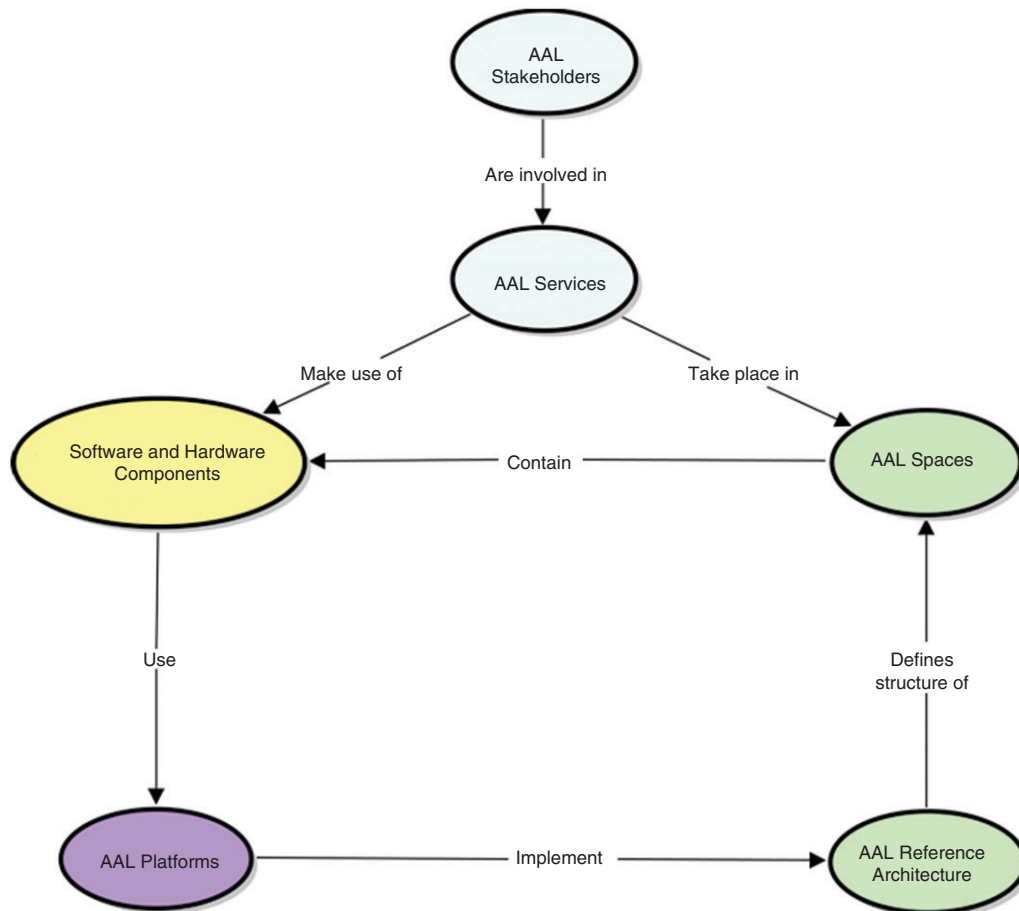 AAL
Stakeholders
Are involved in
AAL Services
Make use of
Take place in
Software and Hardware
Components
Contain
AAL Spaces
Use
Defines
structure of
AAL Platforms
Implement
AAL Reference
Architecture